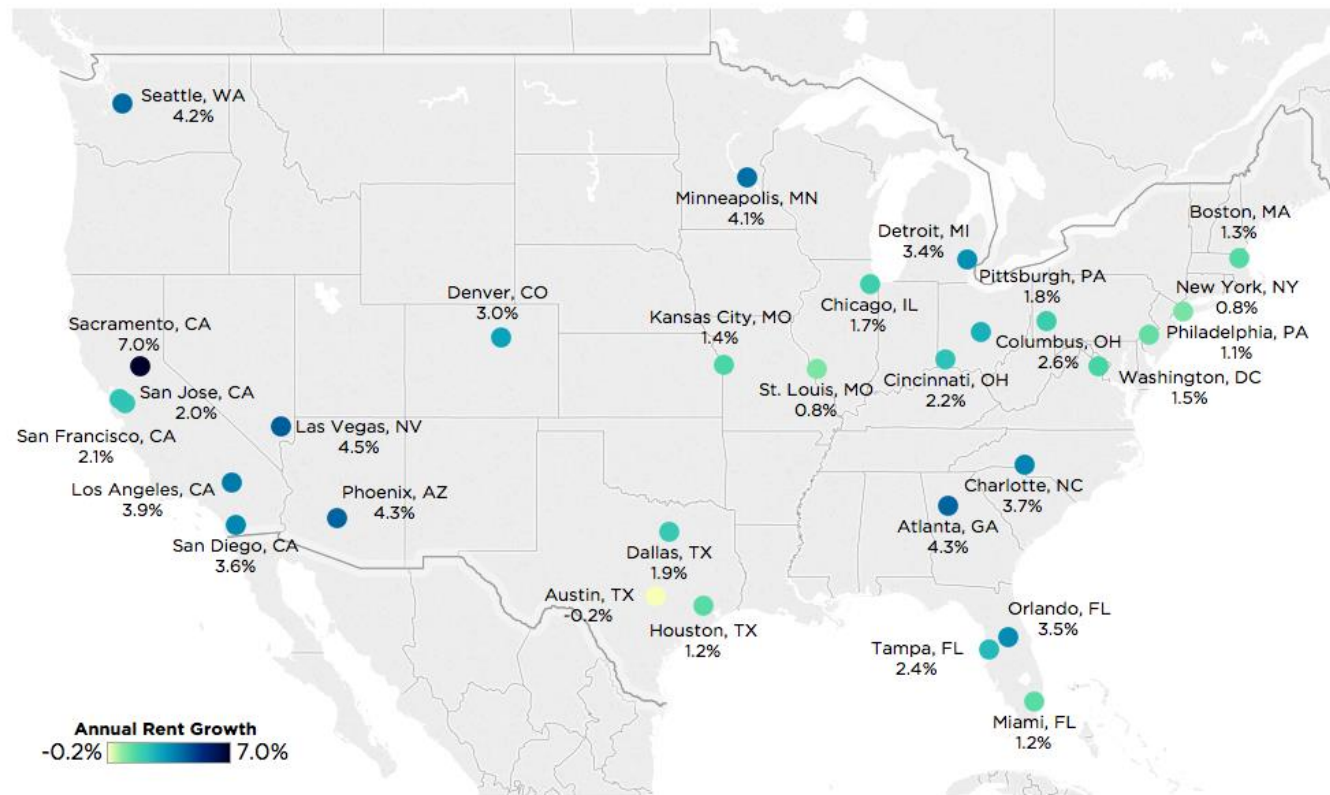 Seattle, WA
4.2%
Minneapolis, MN
4.1%
Boston, MA
1.3%
Detroit, MI
3.4%
Pittsburgh, PA
1.8%
New York, NY
0.8%
Denver, CO
3.0%
Chicago, IL
1.7%
Kansas City, MO
1.4%
Sacramento, CA
7.0%
Columbus, OH
2.6%
Philadelphia, PA
1.1%
St. Louis, MO
0.8%
Cincinnati, OH
2.2%
Washington, DC
1.5%
San Jose, CA
2.0%
San Francisco, CA
2.1%
Las Vegas, NV
4.5%
Los Angeles, CA
3.9%
Phoenix, AZ
4.3%
Charlotte, NC
3.7%
Atlanta, GA
4.3%
San Diego, CA
3.6%
Dallas, TX
1.9%
Austin, TX
-0.2%
Houston, TX
1.2%
Orlando, FL
3.5%
Tampa, FL
2.4%
Miami, FL
1.2%
Annual Rent Growth
-0.2% 7.0%